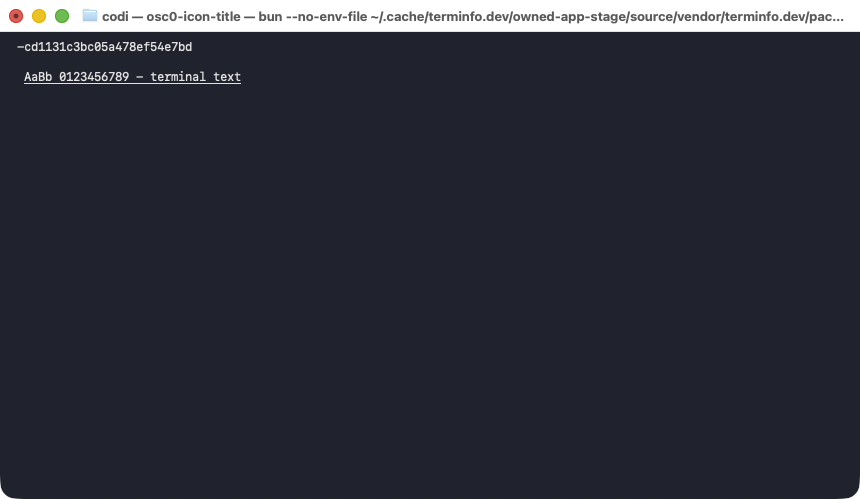 codi — osc0-icon-title — bun --no-env-file ~/.cache/terminfo.dev/owned-app-stage/source/vendor/terminfo.dev/pac...
—cd1131c3bc05a478ef54e7bd
AaBb 0123456789 — terminal text